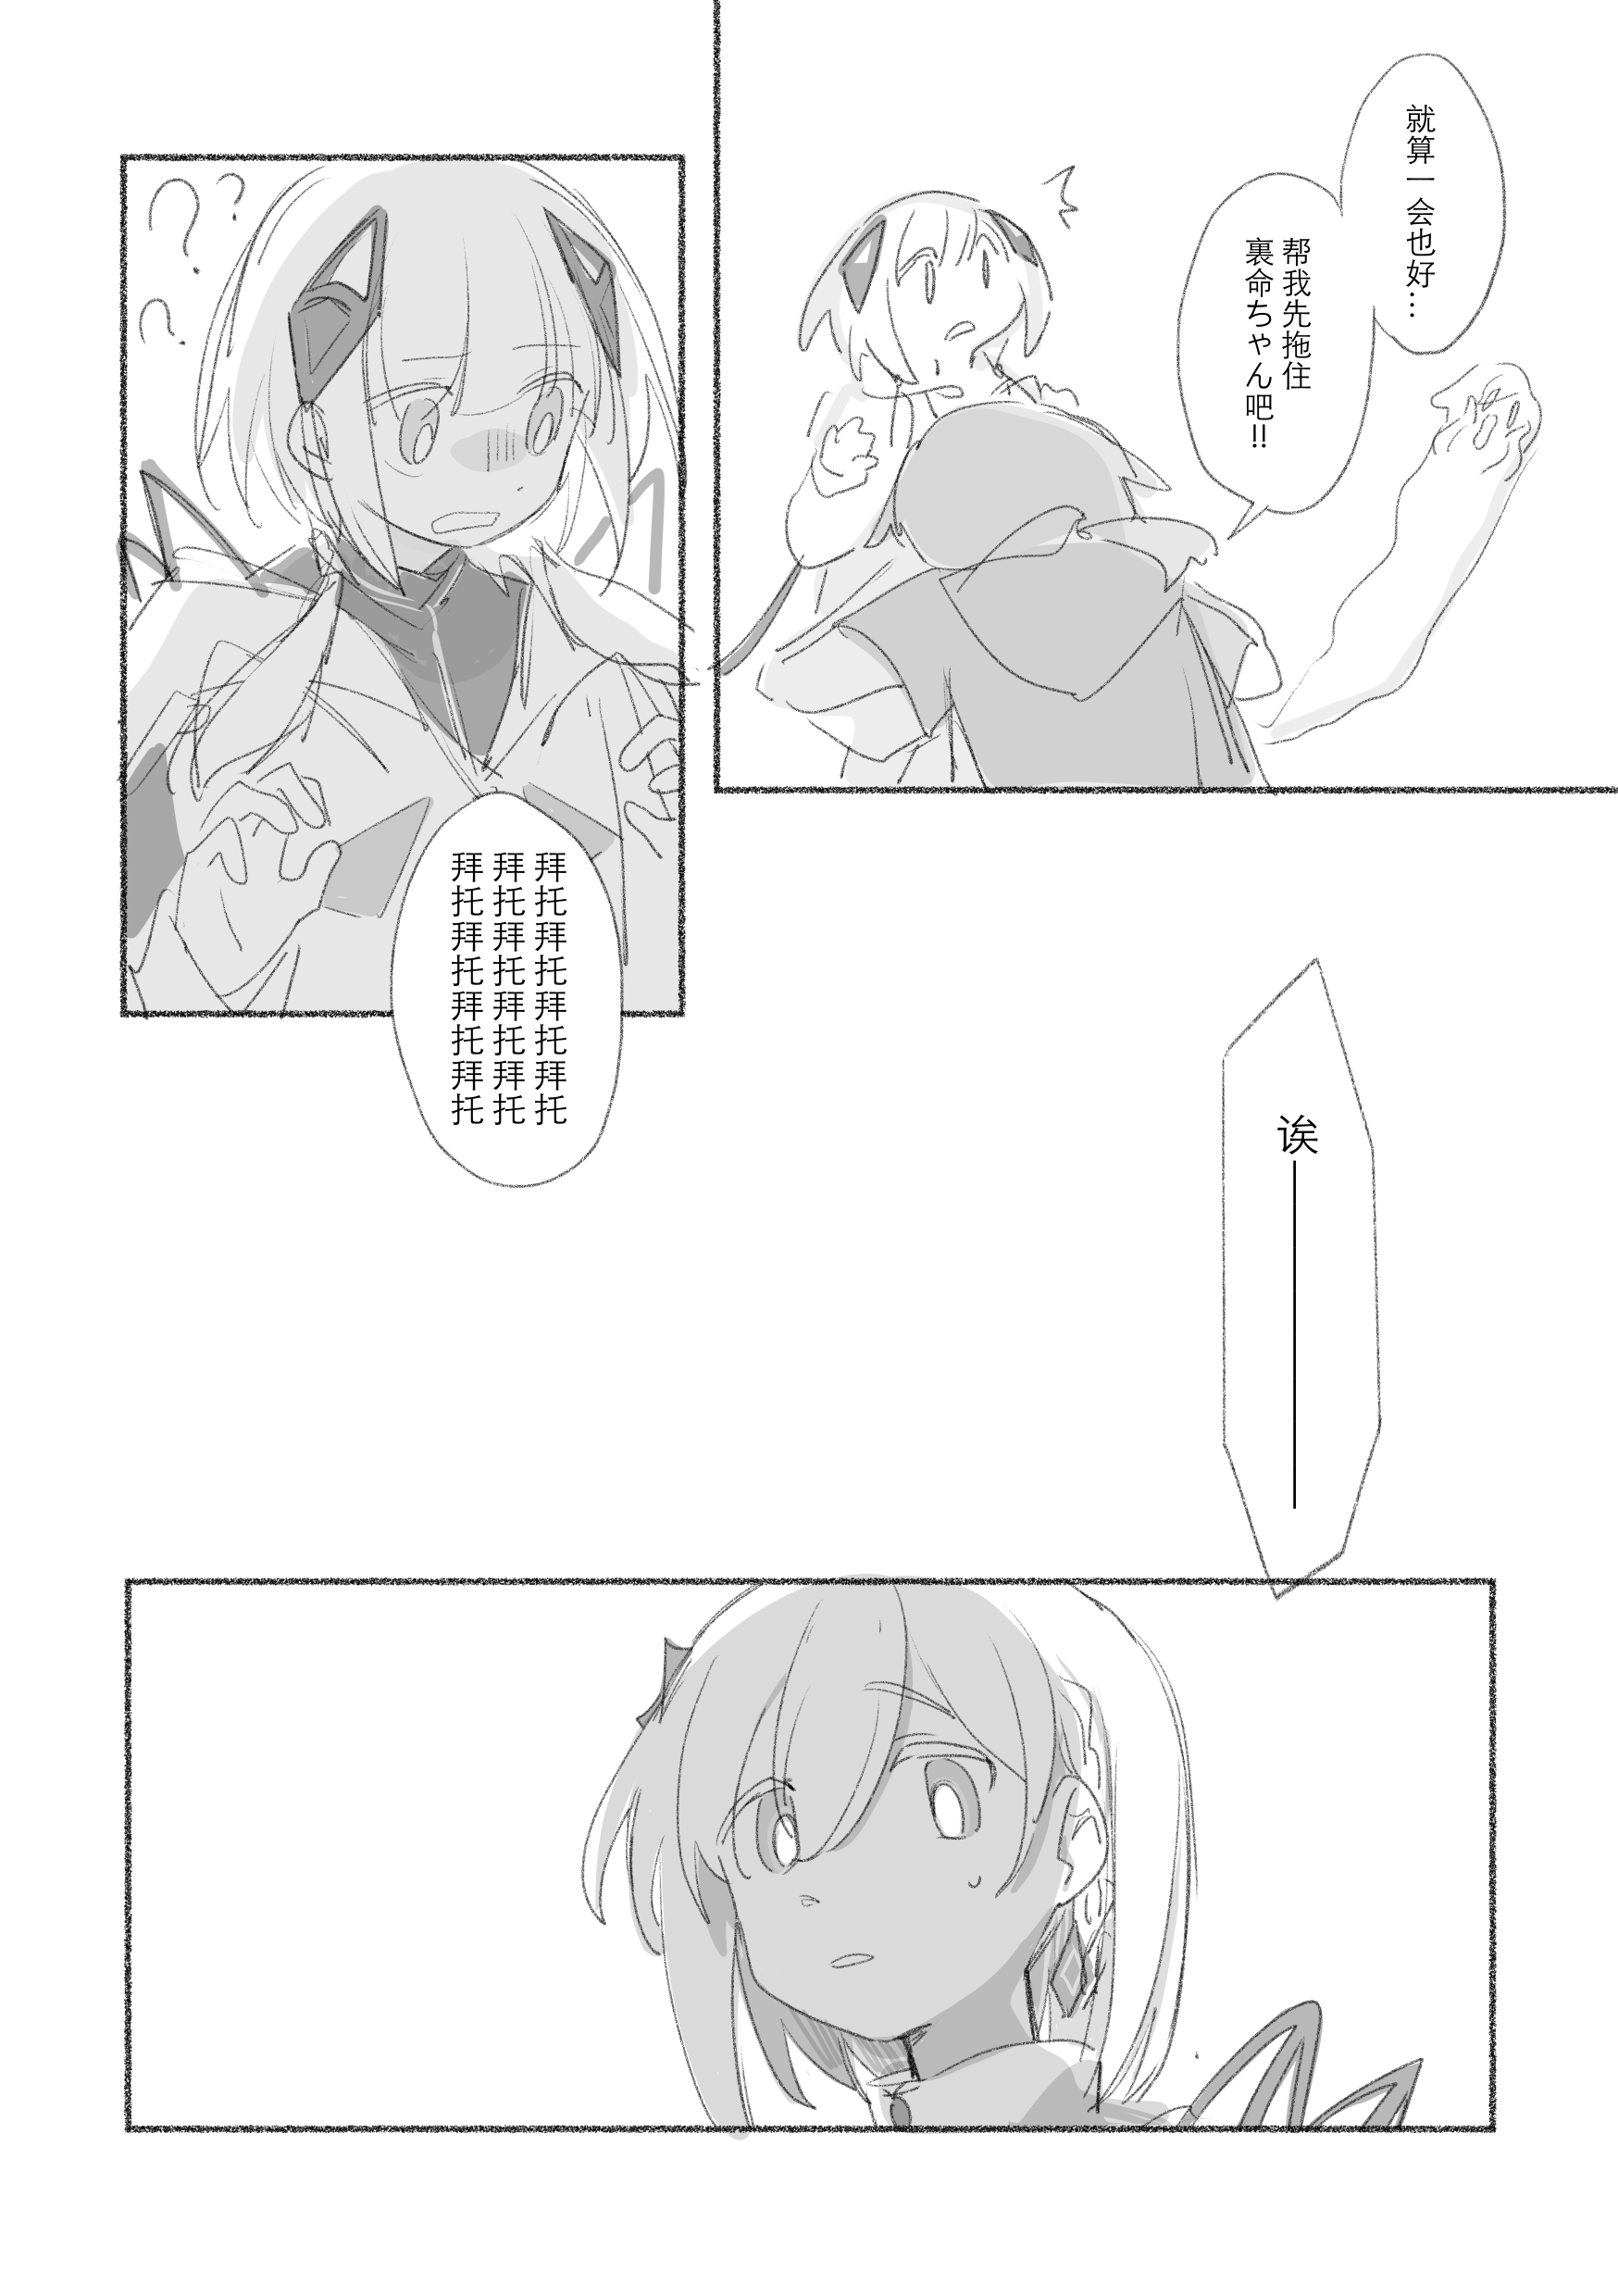 就算一会也好…
帮我先拖住
裏命ちゃん吧!!
??
?
拜托拜托拜托拜托
拜托拜托拜托拜托
拜托拜托拜托拜托
诶——————